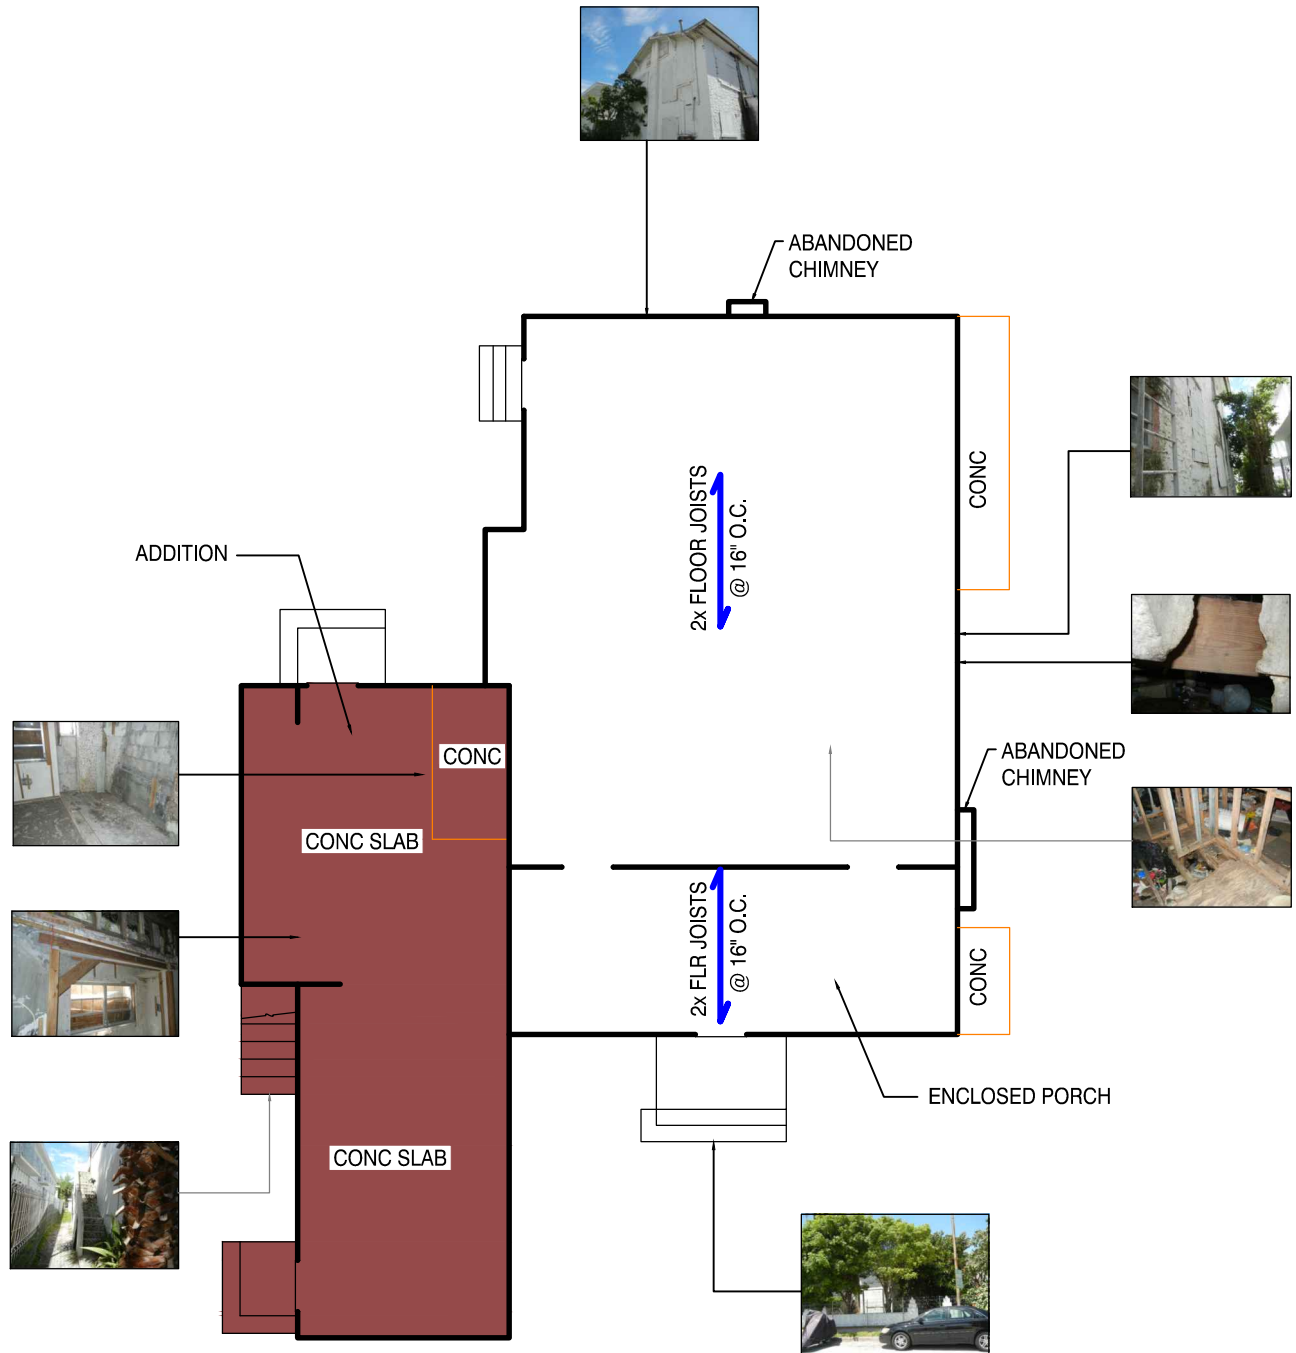 ABANDONED
CHIMNEY
2x FLOOR JOISTS
@ 16" O.C.
CONC
ADDITION
CONC
ABANDONED
CHIMNEY
CONC SLAB
2x FLR JOISTS
@ 16" O.C.
CONC
ENCLOSED PORCH
CONC SLAB